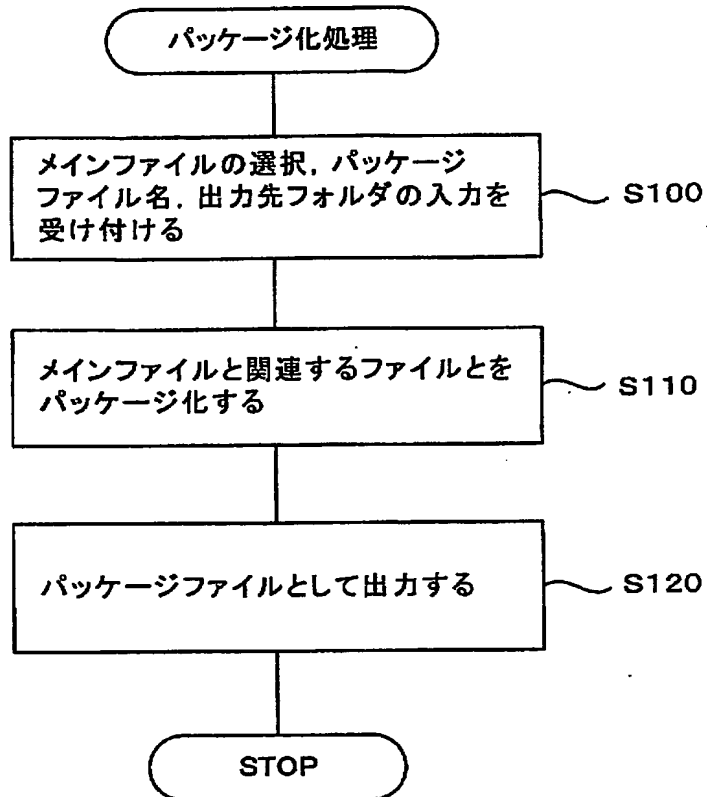 パッケージ化処理
メインファイルの選択，パッケージ
ファイル名，出力先フォルダの入力を
受け付ける
S100
メインファイルと関連するファイルとを
パッケージ化する
S110
パッケージファイルとして出力する
S120
STOP